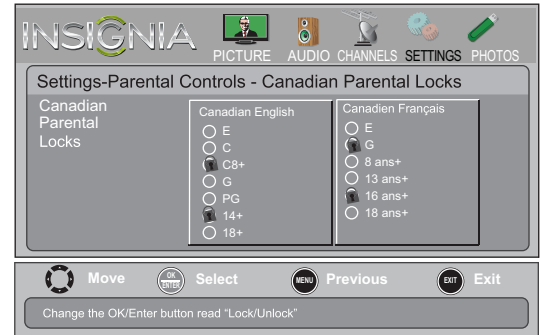 INSIGNIA
PICTURE AUDIO CHANNELS SETTINGS PHOTOS
Settings-Parental Controls - Canadian Parental Locks
Canadian
Parental
Locks
Canadian English
E
C
C8+
G
PG
14+
18+
Canadien Français
E
G
8 ans+
13 ans+
16 ans+
18 ans+
Move
OK
ENTER
Select
MENU
Previous
EXIT
Exit
Change the OK/Enter button read “Lock/Unlock”